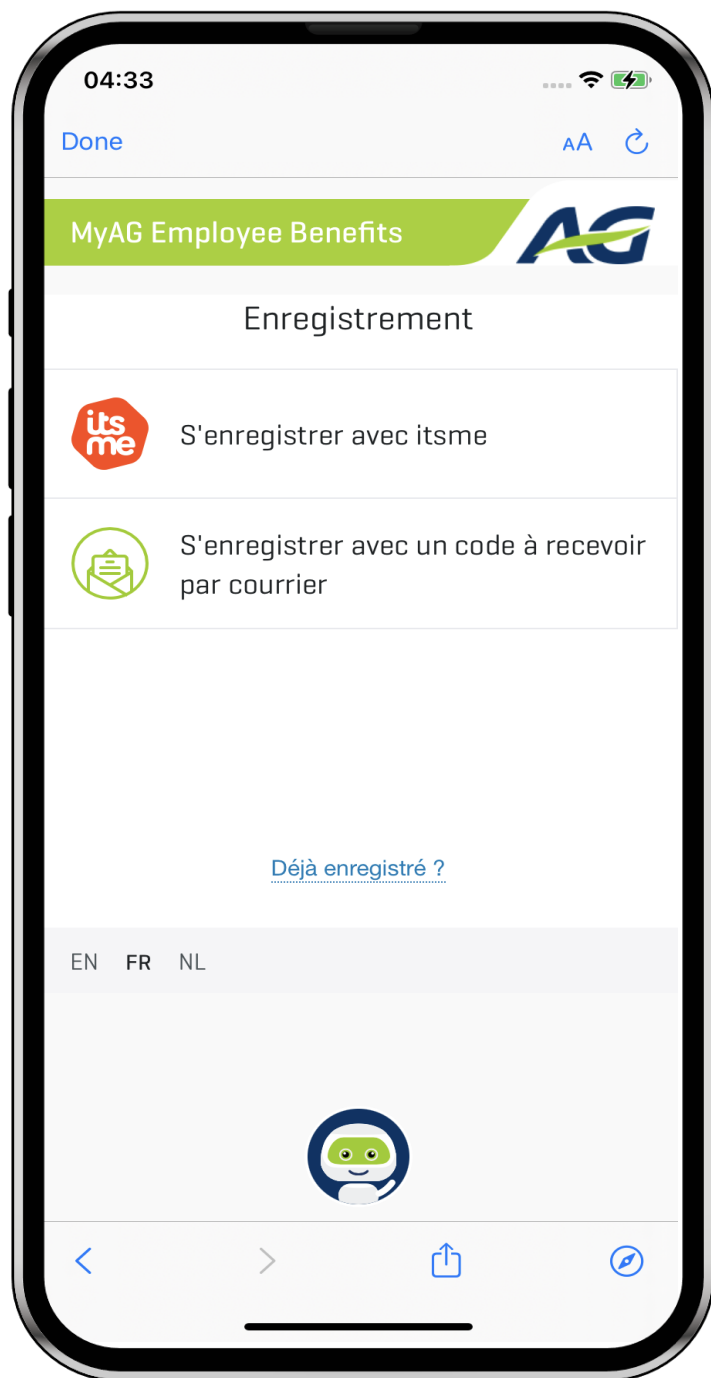 04:33
Done
AA
MyAG Employee Benefits
AG
Enregistrement
its
me
S'enregistrer avec itsme
S'enregistrer avec un code à recevoir
par courrier
Déjà enregistré ?
EN FR NL